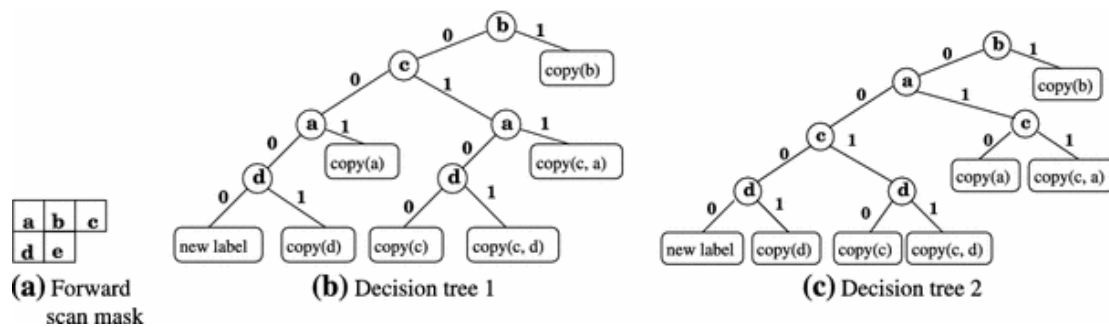 a b c
d e
(a) Forward
scan mask
b
0 1
c copy(b)
0 1
a a
0 1 0 1
d copy(a) d copy(c, a)
0 1 0 1
new label copy(d) copy(c) copy(c, d)
(b) Decision tree 1
b
0 1
a copy(b)
0 1
c c
0 1 0 1
d d copy(a) copy(c, a)
0 1 0 1
new label copy(d) copy(c) copy(c, d)
(c) Decision tree 2